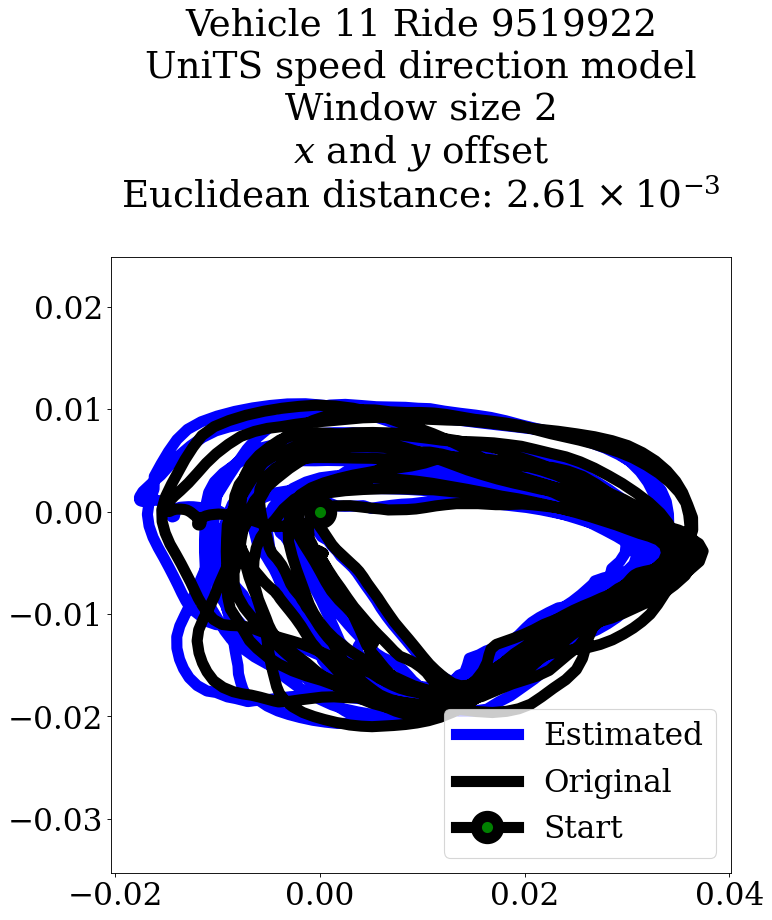 Vehicle 11 Ride 9519922
UniTS speed direction model
Window size 2
x and y offset
Euclidean distance: 2.61 × 10⁻³
0.02
0.01
0.00
−0.01
−0.02
−0.03
−0.02 0.00 0.02 0.04
Estimated
Original
Start